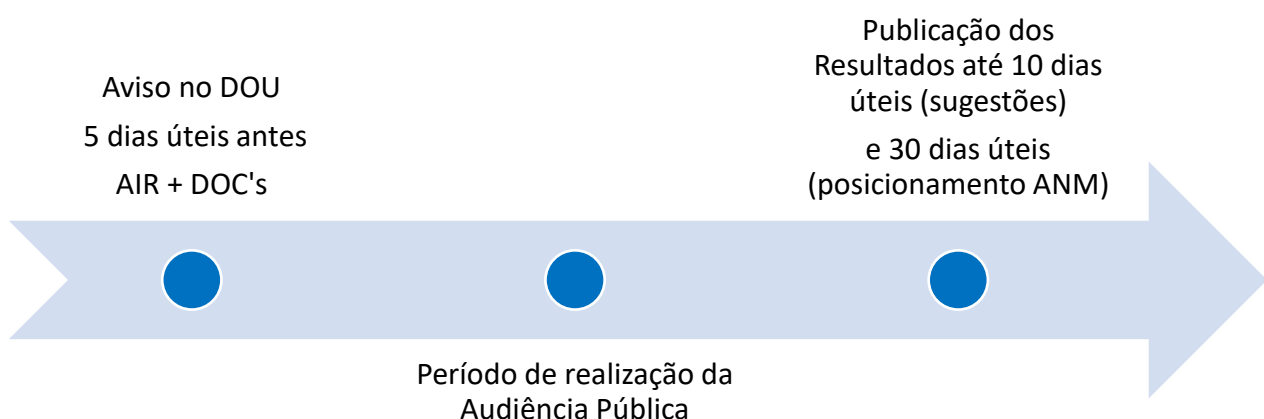 Aviso no DOU
5 dias úteis antes
AIR + DOC's
Período de realização da
Audiência Pública
Publicação dos
Resultados até 10 dias
úteis (sugestões)
e 30 dias úteis
(posicionamento ANM)